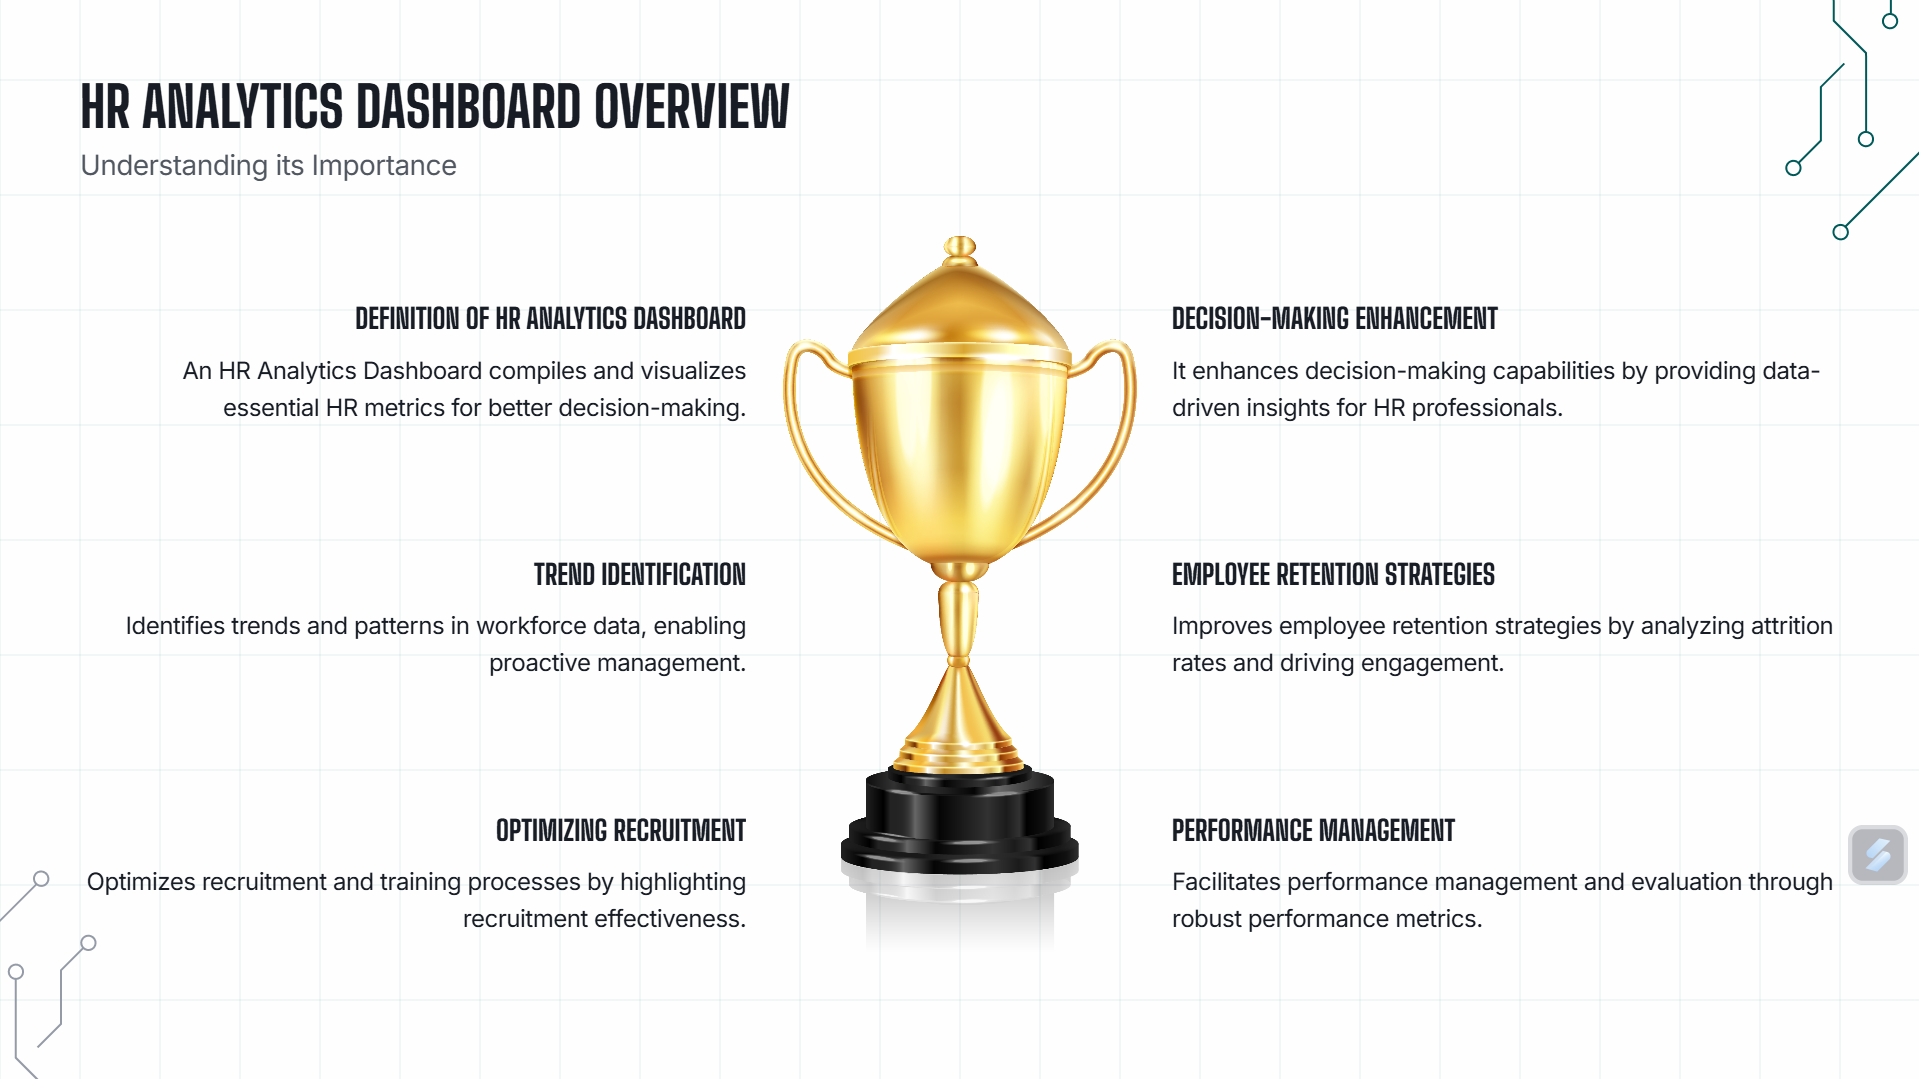 HR ANALYTICS DASHBOARD OVERVIEW
Understanding its Importance
DEFINITION OF HR ANALYTICS DASHBOARD
An HR Analytics Dashboard compiles and visualizes
essential HR metrics for better decision-making.
TREND IDENTIFICATION
Identifies trends and patterns in workforce data, enabling
proactive management.
OPTIMIZING RECRUITMENT
Optimizes recruitment and training processes by highlighting
recruitment effectiveness.
DECISION-MAKING ENHANCEMENT
It enhances decision-making capabilities by providing data-
driven insights for HR professionals.
EMPLOYEE RETENTION STRATEGIES
Improves employee retention strategies by analyzing attrition
rates and driving engagement.
PERFORMANCE MANAGEMENT
Facilitates performance management and evaluation through
robust performance metrics.